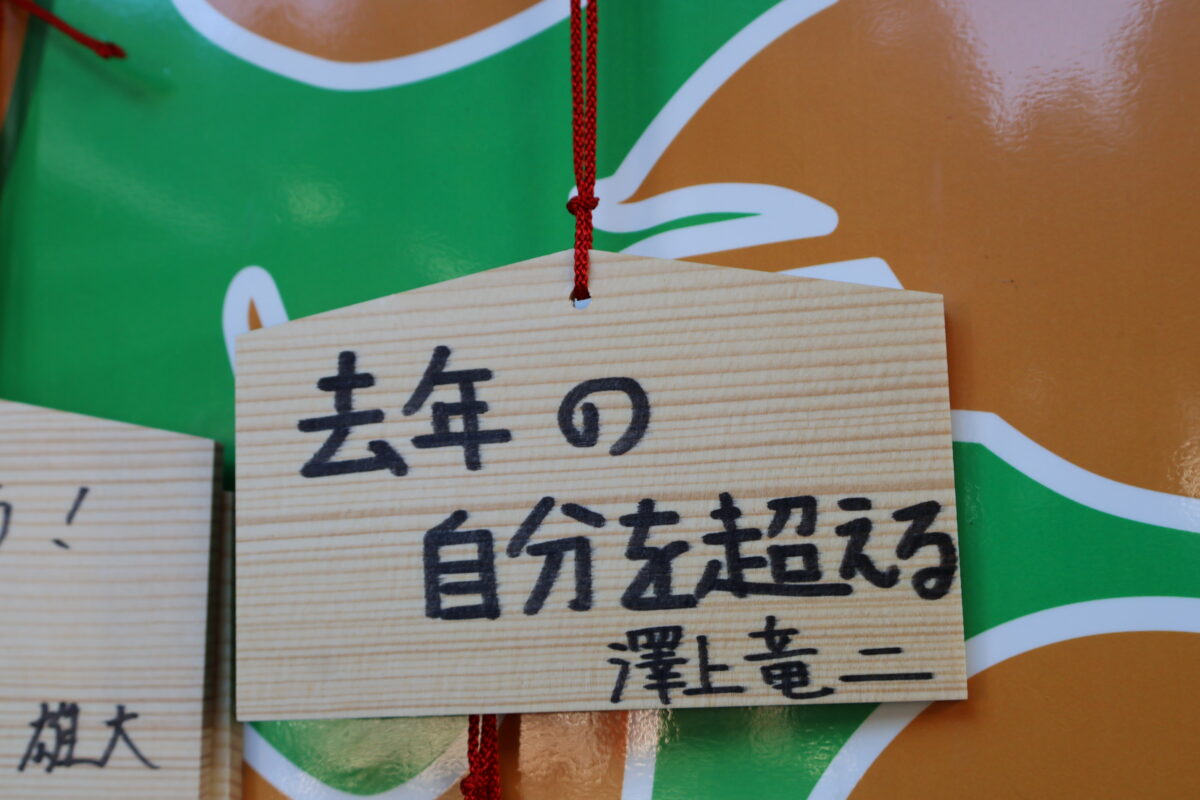 去年の
自分を超える
澤上竜二
！
雄大